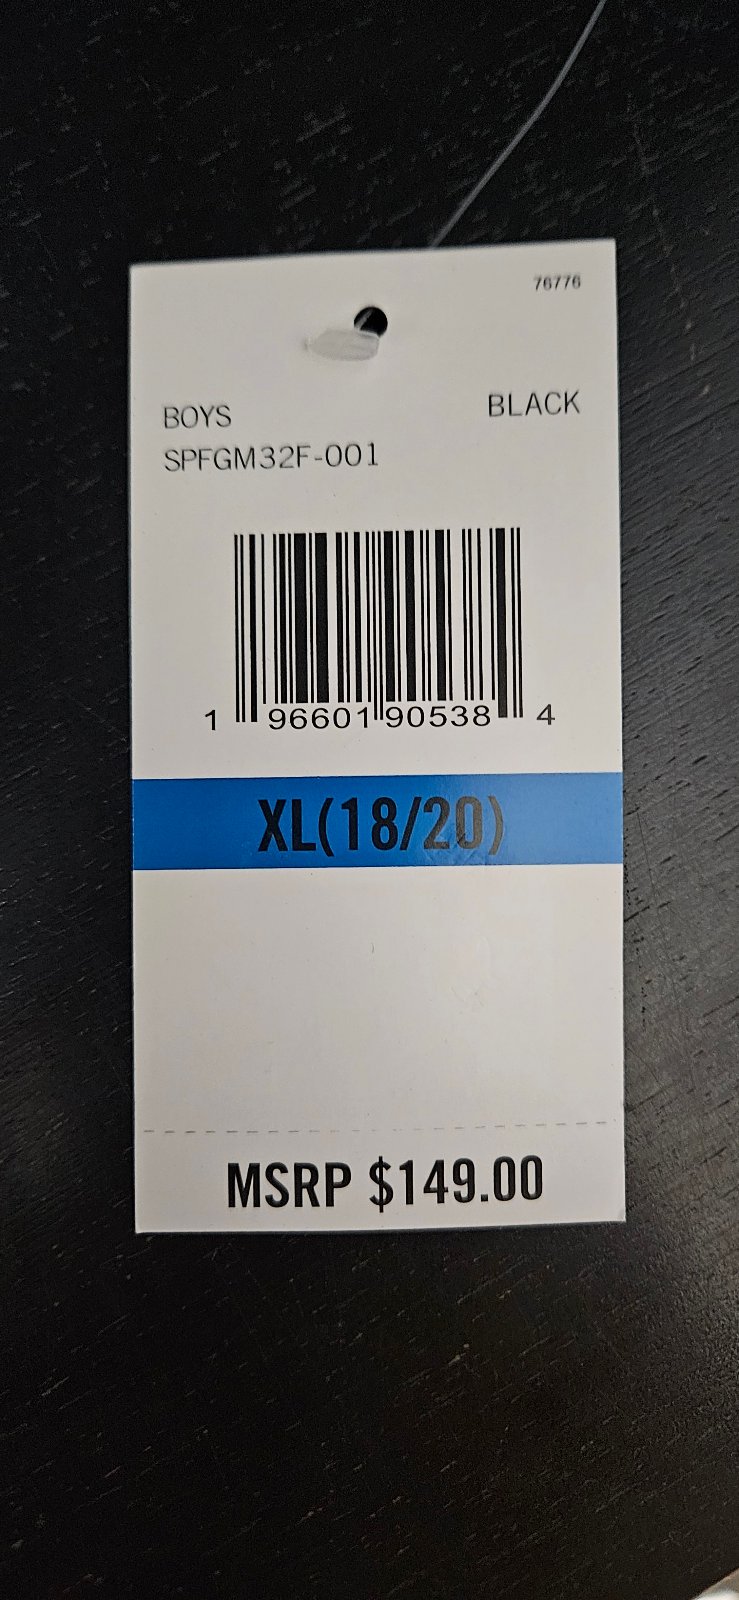 76776
BOYS BLACK
SPFGM32F-001
1 96601 90538 4
XL(18/20)
MSRP $149.00